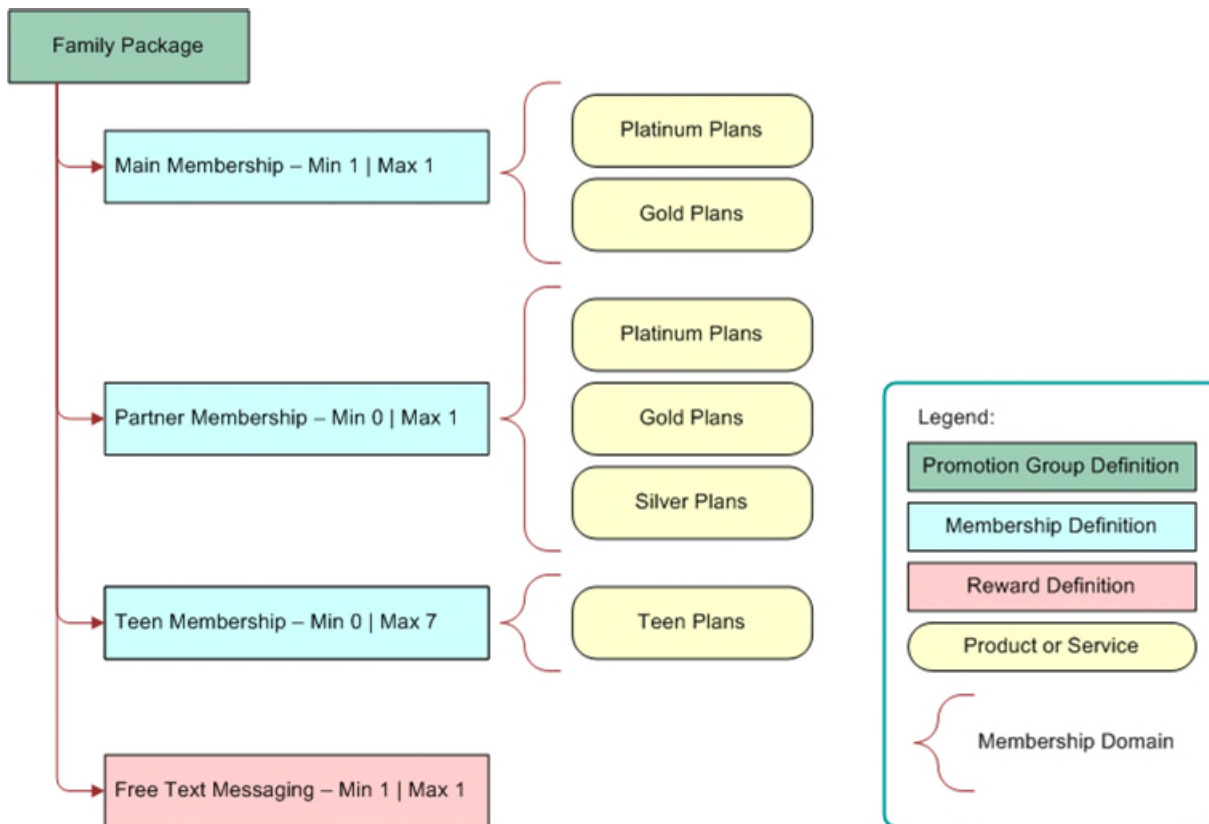 Family Package
Main Membership – Min 1 | Max 1
Platinum Plans
Gold Plans
Partner Membership – Min 0 | Max 1
Platinum Plans
Gold Plans
Silver Plans
Teen Membership – Min 0 | Max 7
Teen Plans
Free Text Messaging – Min 1 | Max 1
Legend:
Promotion Group Definition
Membership Definition
Reward Definition
Product or Service
Membership Domain